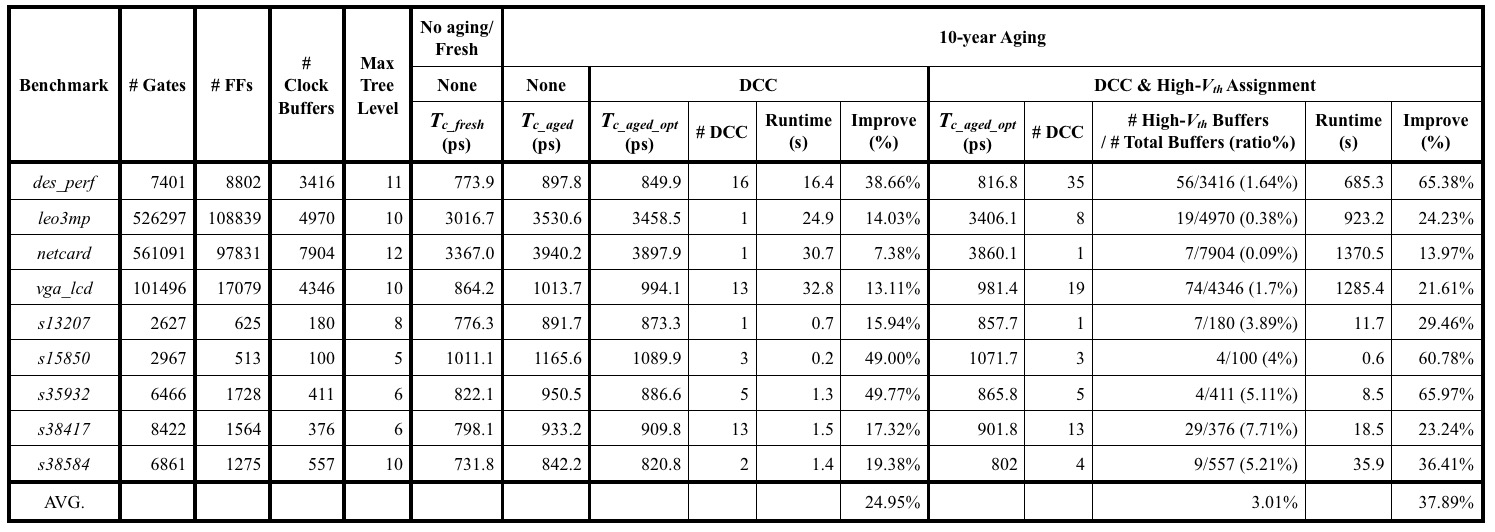 Benchmark # Gates # FFs # Clock Buffers Max Tree Level No aging/ Fresh 10-year Aging
None None DCC DCC & High-Vth Assignment
Tc_fresh (ps) Tc_aged (ps) Tc_aged_opt (ps) # DCC Runtime (s) Improve (%) Tc_aged_opt (ps) # DCC # High-Vth Buffers / # Total Buffers (ratio%) Runtime (s) Improve (%)
des_perf 7401 8802 3416 11 773.9 897.8 849.9 16 16.4 38.66% 816.8 35 56/3416 (1.64%) 685.3 65.38%
leo3mp 526297 108839 4970 10 3016.7 3530.6 3458.5 1 24.9 14.03% 3406.1 8 19/4970 (0.38%) 923.2 24.23%
netcard 561091 97831 7904 12 3367.0 3940.2 3897.9 1 30.7 7.38% 3860.1 1 7/7904 (0.09%) 1370.5 13.97%
vga_lcd 101496 17079 4346 10 864.2 1013.7 994.1 13 32.8 13.11% 981.4 19 74/4346 (1.7%) 1285.4 21.61%
s13207 2627 625 180 8 776.3 891.7 873.3 1 0.7 15.94% 857.7 1 7/180 (3.89%) 11.7 29.46%
s15850 2967 513 100 5 1011.1 1165.6 1089.9 3 0.2 49.00% 1071.7 3 4/100 (4%) 0.6 60.78%
s35932 6466 1728 411 6 822.1 950.5 886.6 5 1.3 49.77% 865.8 5 4/411 (5.11%) 8.5 65.97%
s38417 8422 1564 376 6 798.1 933.2 909.8 13 1.5 17.32% 901.8 13 29/376 (7.71%) 18.5 23.24%
s38584 6861 1275 557 10 731.8 842.2 820.8 2 1.4 19.38% 802 4 9/557 (5.21%) 35.9 36.41%
AVG. 24.95% 3.01% 37.89%